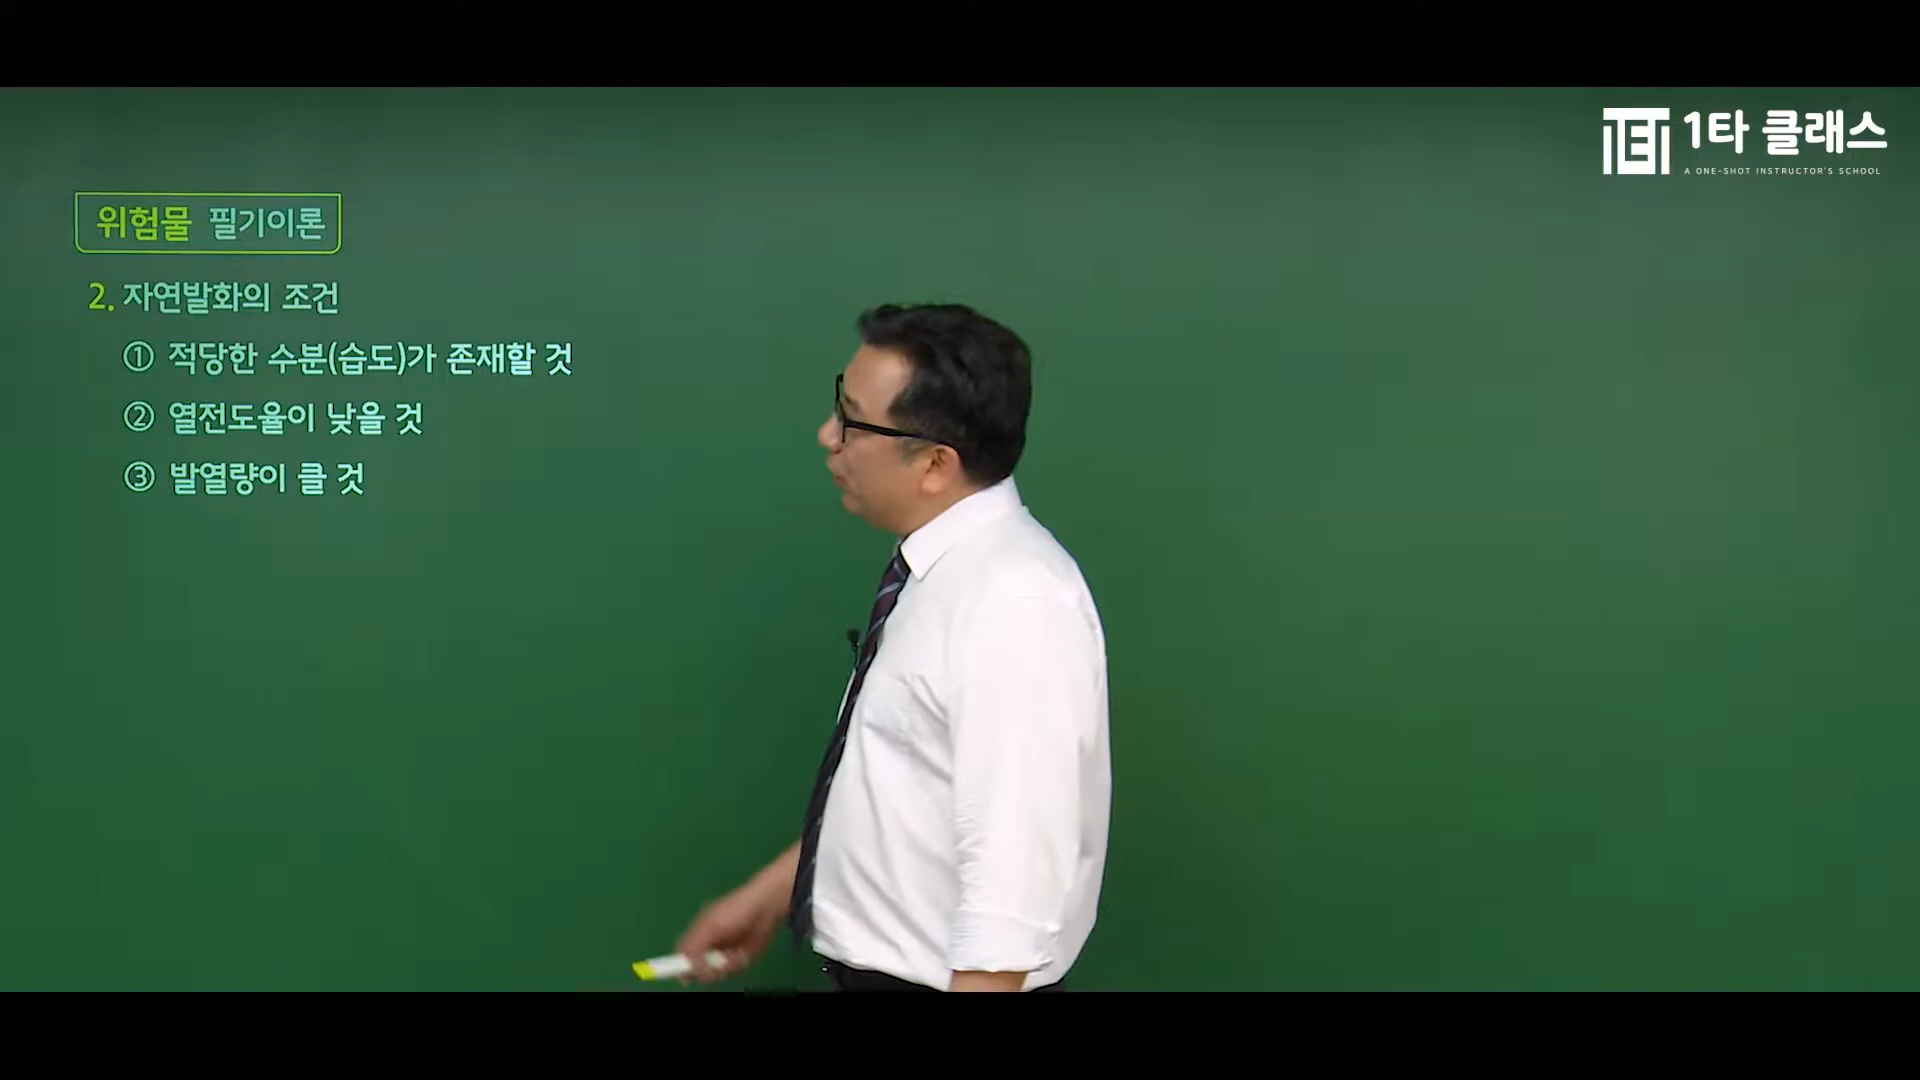 1타 클래스
A ONE-SHOT INSTRUCTOR'S SCHOOL
위험물 필기이론
2. 자연발화의 조건
① 적당한 수분(습도)가 존재할 것
② 열전도율이 낮을 것
③ 발열량이 클 것